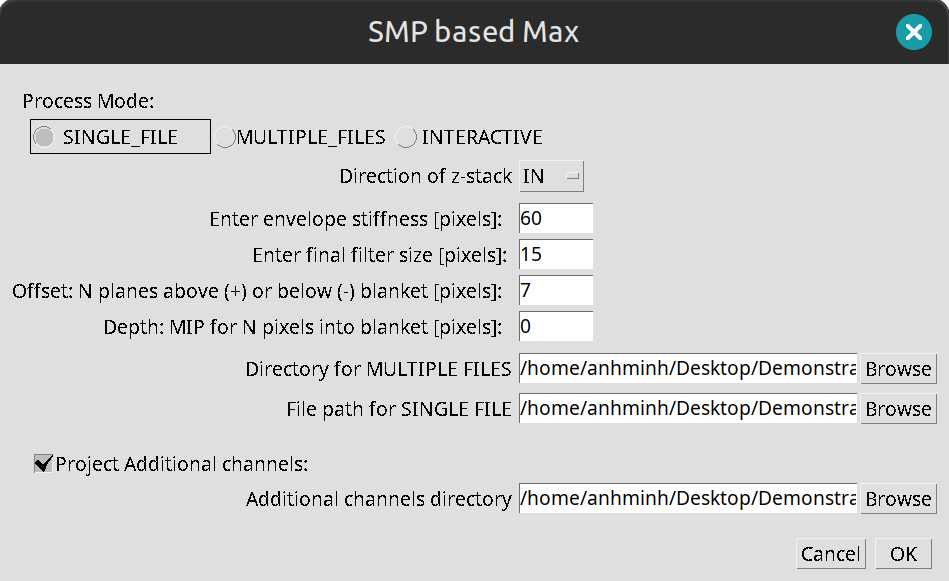 SMP based Max
Process Mode:
SINGLE_FILE MULTIPLE_FILES INTERACTIVE
Direction of z-stack IN
Enter envelope stiffness [pixels]: 60
Enter final filter size [pixels]: 15
Offset: N planes above (+) or below (-) blanket [pixels]: 7
Depth: MIP for N pixels into blanket [pixels]: 0
Directory for MULTIPLE FILES /home/anhminh/Desktop/Demonstra Browse
File path for SINGLE FILE /home/anhminh/Desktop/Demonstra Browse
Project Additional channels:
Additional channels directory /home/anhminh/Desktop/Demonstra Browse
Cancel OK